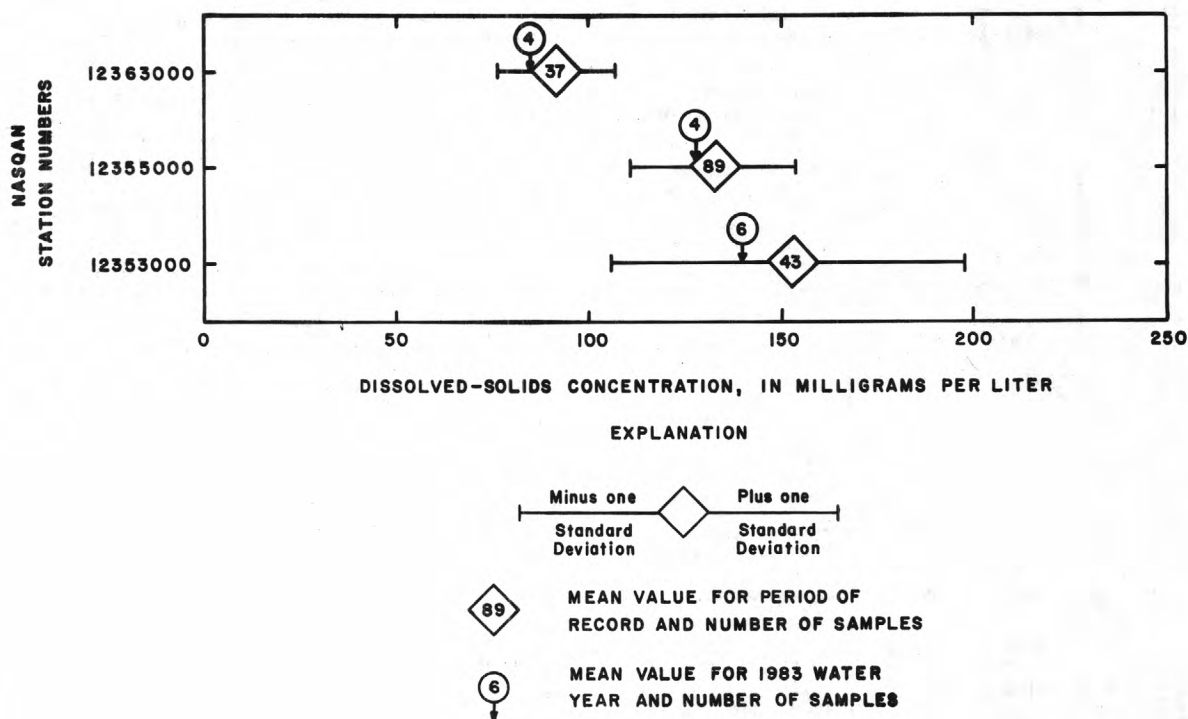 NASQAN
STATION NUMBERS
12363000
12355000
12353000
4
37
4
89
6
43
0 50 100 150 200 250
DISSOLVED-SOLIDS CONCENTRATION, IN MILLIGRAMS PER LITER
EXPLANATION
Minus one Plus one
Standard Standard
Deviation Deviation
89 MEAN VALUE FOR PERIOD OF
RECORD AND NUMBER OF SAMPLES
6 MEAN VALUE FOR 1983 WATER
YEAR AND NUMBER OF SAMPLES